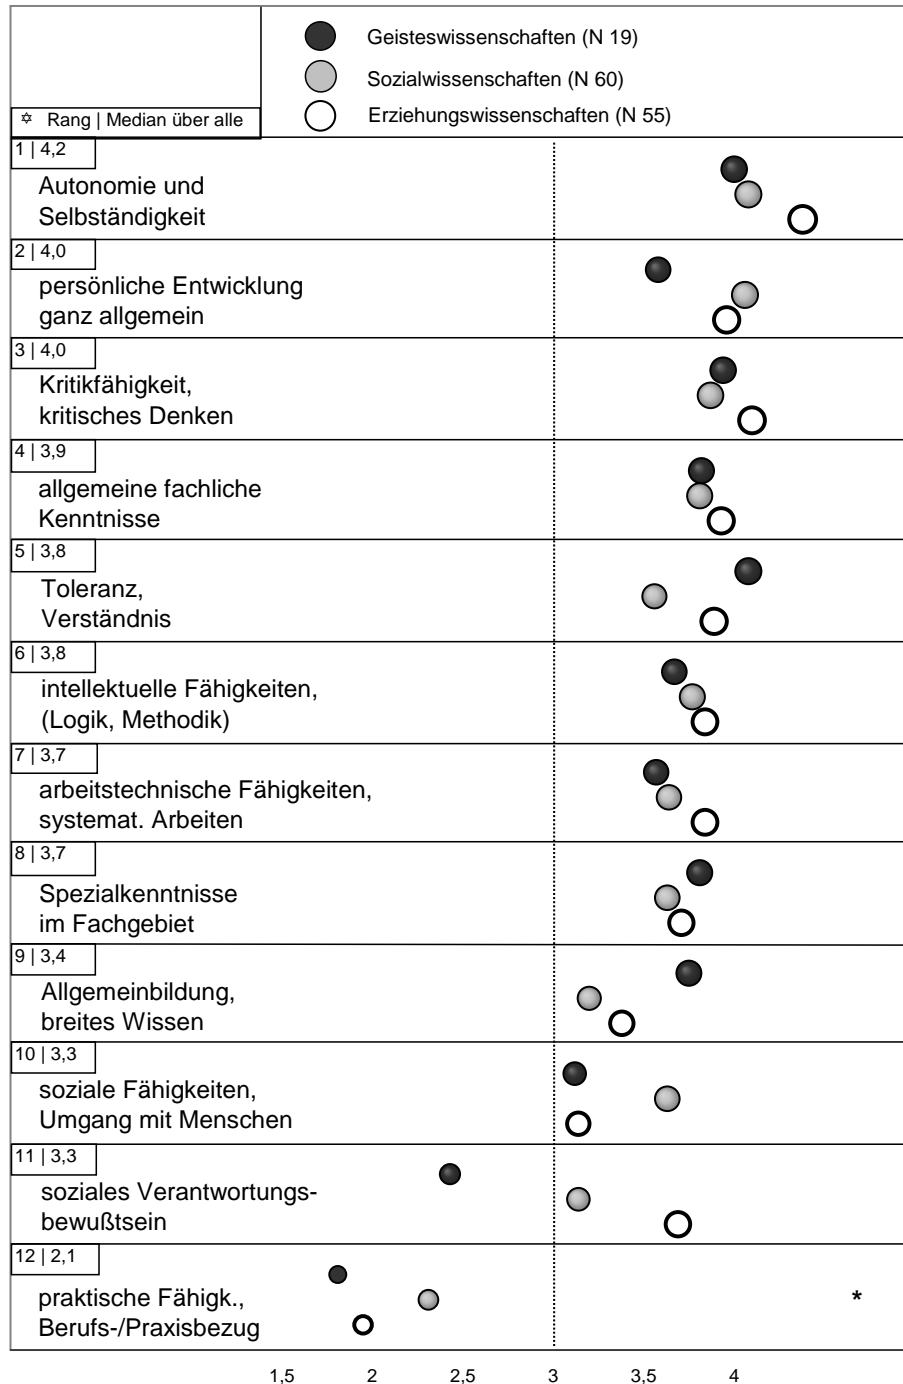 Geisteswissenschaften (N 19)
Sozialwissenschaften (N 60)
Erziehungswissenschaften (N 55)
✡ Rang | Median über alle
1 | 4,2
Autonomie und
Selbständigkeit
2 | 4,0
persönliche Entwicklung
ganz allgemein
3 | 4,0
Kritikfähigkeit,
kritisches Denken
4 | 3,9
allgemeine fachliche
Kenntnisse
5 | 3,8
Toleranz,
Verständnis
6 | 3,8
intellektuelle Fähigkeiten,
(Logik, Methodik)
7 | 3,7
arbeitstechnische Fähigkeiten,
systemat. Arbeiten
8 | 3,7
Spezialkenntnisse
im Fachgebiet
9 | 3,4
Allgemeinbildung,
breites Wissen
10 | 3,3
soziale Fähigkeiten,
Umgang mit Menschen
11 | 3,3
soziales Verantwortungs-
bewußtsein
12 | 2,1
praktische Fähigk.,
Berufs-/Praxisbezug
*
1,5 2 2,5 3 3,5 4